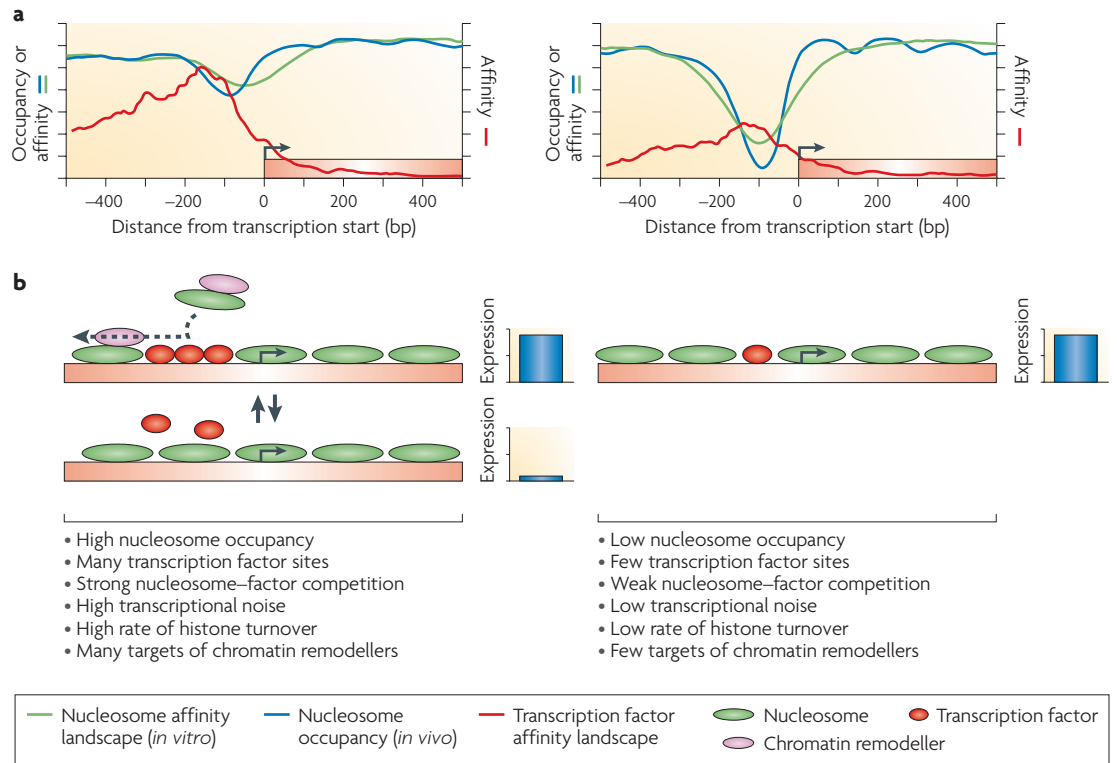 a
Occupancy or
affinity
Affinity
–400 –200 0 200 400
Distance from transcription start (bp)
Occupancy or
affinity
Affinity
–400 –200 0 200 400
Distance from transcription start (bp)
b
Expression
Expression
Expression
• High nucleosome occupancy
• Many transcription factor sites
• Strong nucleosome–factor competition
• High transcriptional noise
• High rate of histone turnover
• Many targets of chromatin remodellers
• Low nucleosome occupancy
• Few transcription factor sites
• Weak nucleosome–factor competition
• Low transcriptional noise
• Low rate of histone turnover
• Few targets of chromatin remodellers
Nucleosome affinity
landscape (in vitro)
Nucleosome
occupancy (in vivo)
Transcription factor
affinity landscape
Nucleosome
Transcription factor
Chromatin remodeller